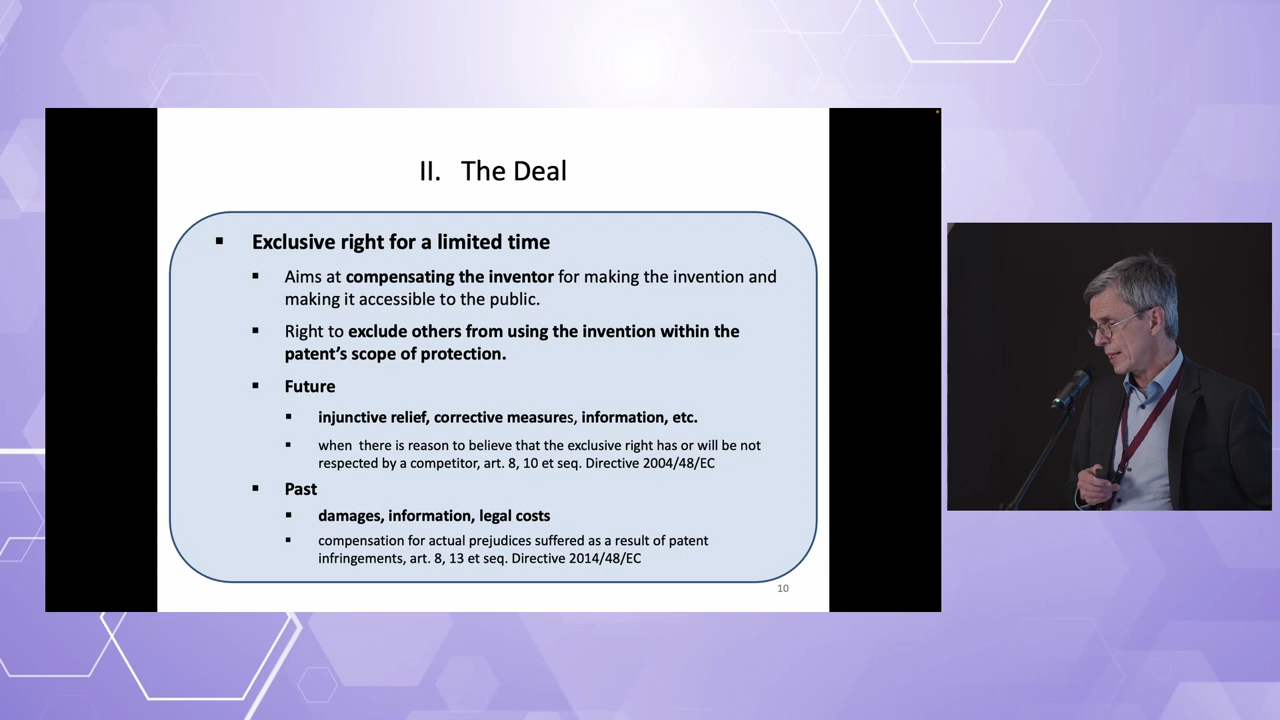 II. The Deal
▪ Exclusive right for a limited time
▪ Aims at compensating the inventor for making the invention and
making it accessible to the public.
▪ Right to exclude others from using the invention within the
patent’s scope of protection.
▪ Future
▪ injunctive relief, corrective measures, information, etc.
▪ when there is reason to believe that the exclusive right has or will be not
respected by a competitor, art. 8, 10 et seq. Directive 2004/48/EC
▪ Past
▪ damages, information, legal costs
▪ compensation for actual prejudices suffered as a result of patent
infringements, art. 8, 13 et seq. Directive 2014/48/EC
10